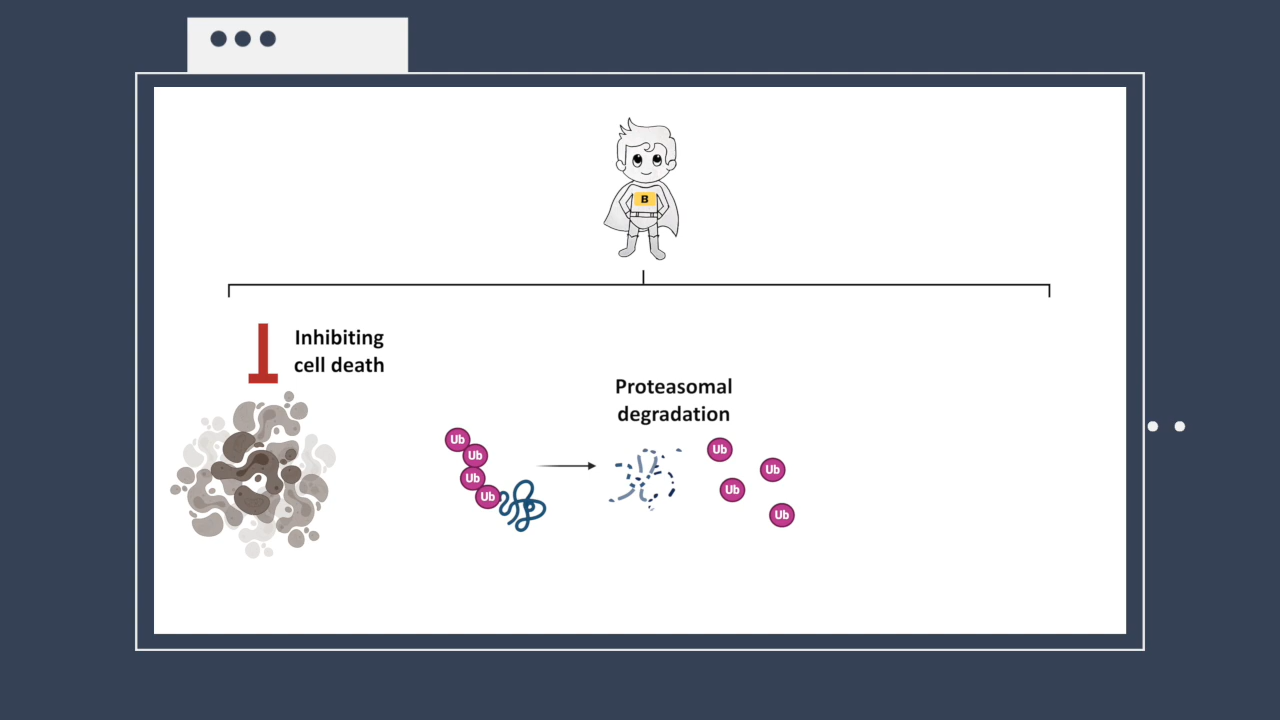 B
Inhibiting
cell death
Proteasomal
degradation
Ub
Ub
Ub
Ub
Ub
Ub
Ub
Ub